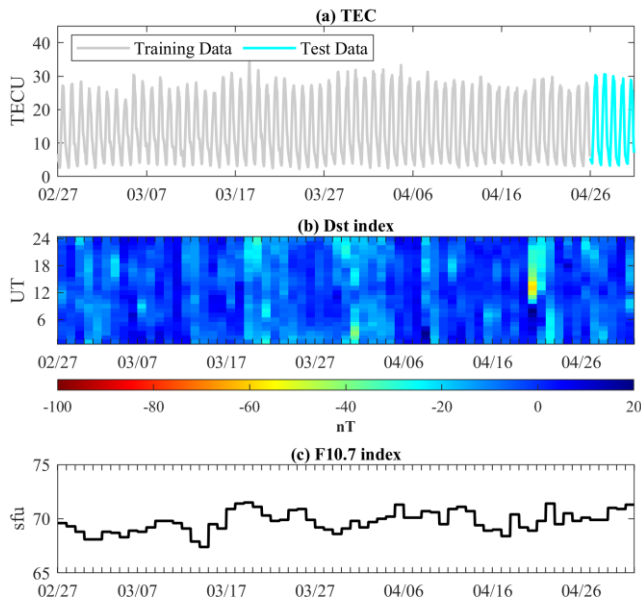 (a) TEC
45
40
30
20
10
0
TECU
Training Data
Test Data
02/27 03/07 03/17 03/27 04/06 04/16 04/26
(b) Dst index
24
18
12
6
UT
02/27 03/07 03/17 03/27 04/06 04/16 04/26
-100 -80 -60 -40 -20 0 20
nT
(c) F10.7 index
75
70
65
sfu
02/27 03/07 03/17 03/27 04/06 04/16 04/26